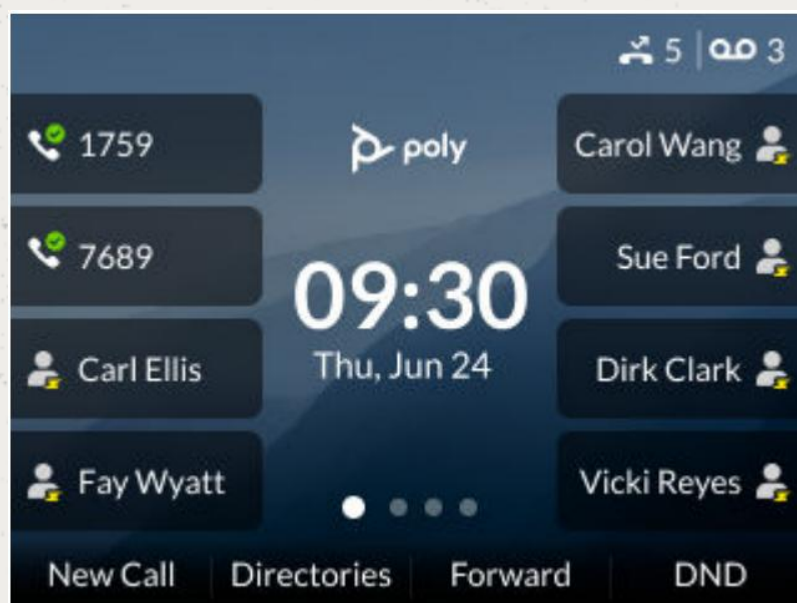 5 3
1759
poly
Carol Wang
7689
Sue Ford
09:30
Carl Ellis
Thu, Jun 24
Dirk Clark
Fay Wyatt
Vicki Reyes
New Call Directories Forward DND